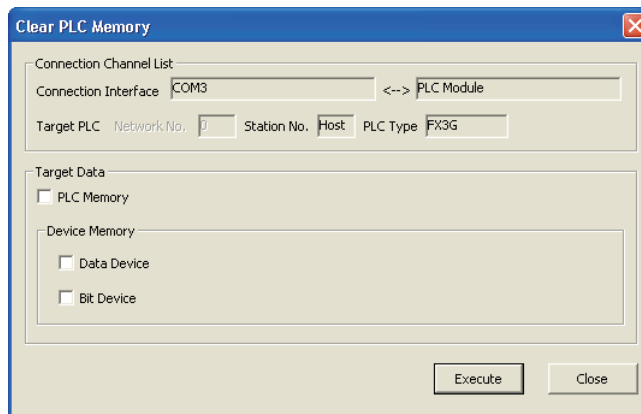 Clear PLC Memory
Connection Channel List
Connection Interface COM3 <--> PLC Module
Target PLC Network No. 0 Station No. Host PLC Type FX3G
Target Data
PLC Memory
Device Memory
Data Device
Bit Device
Execute Close